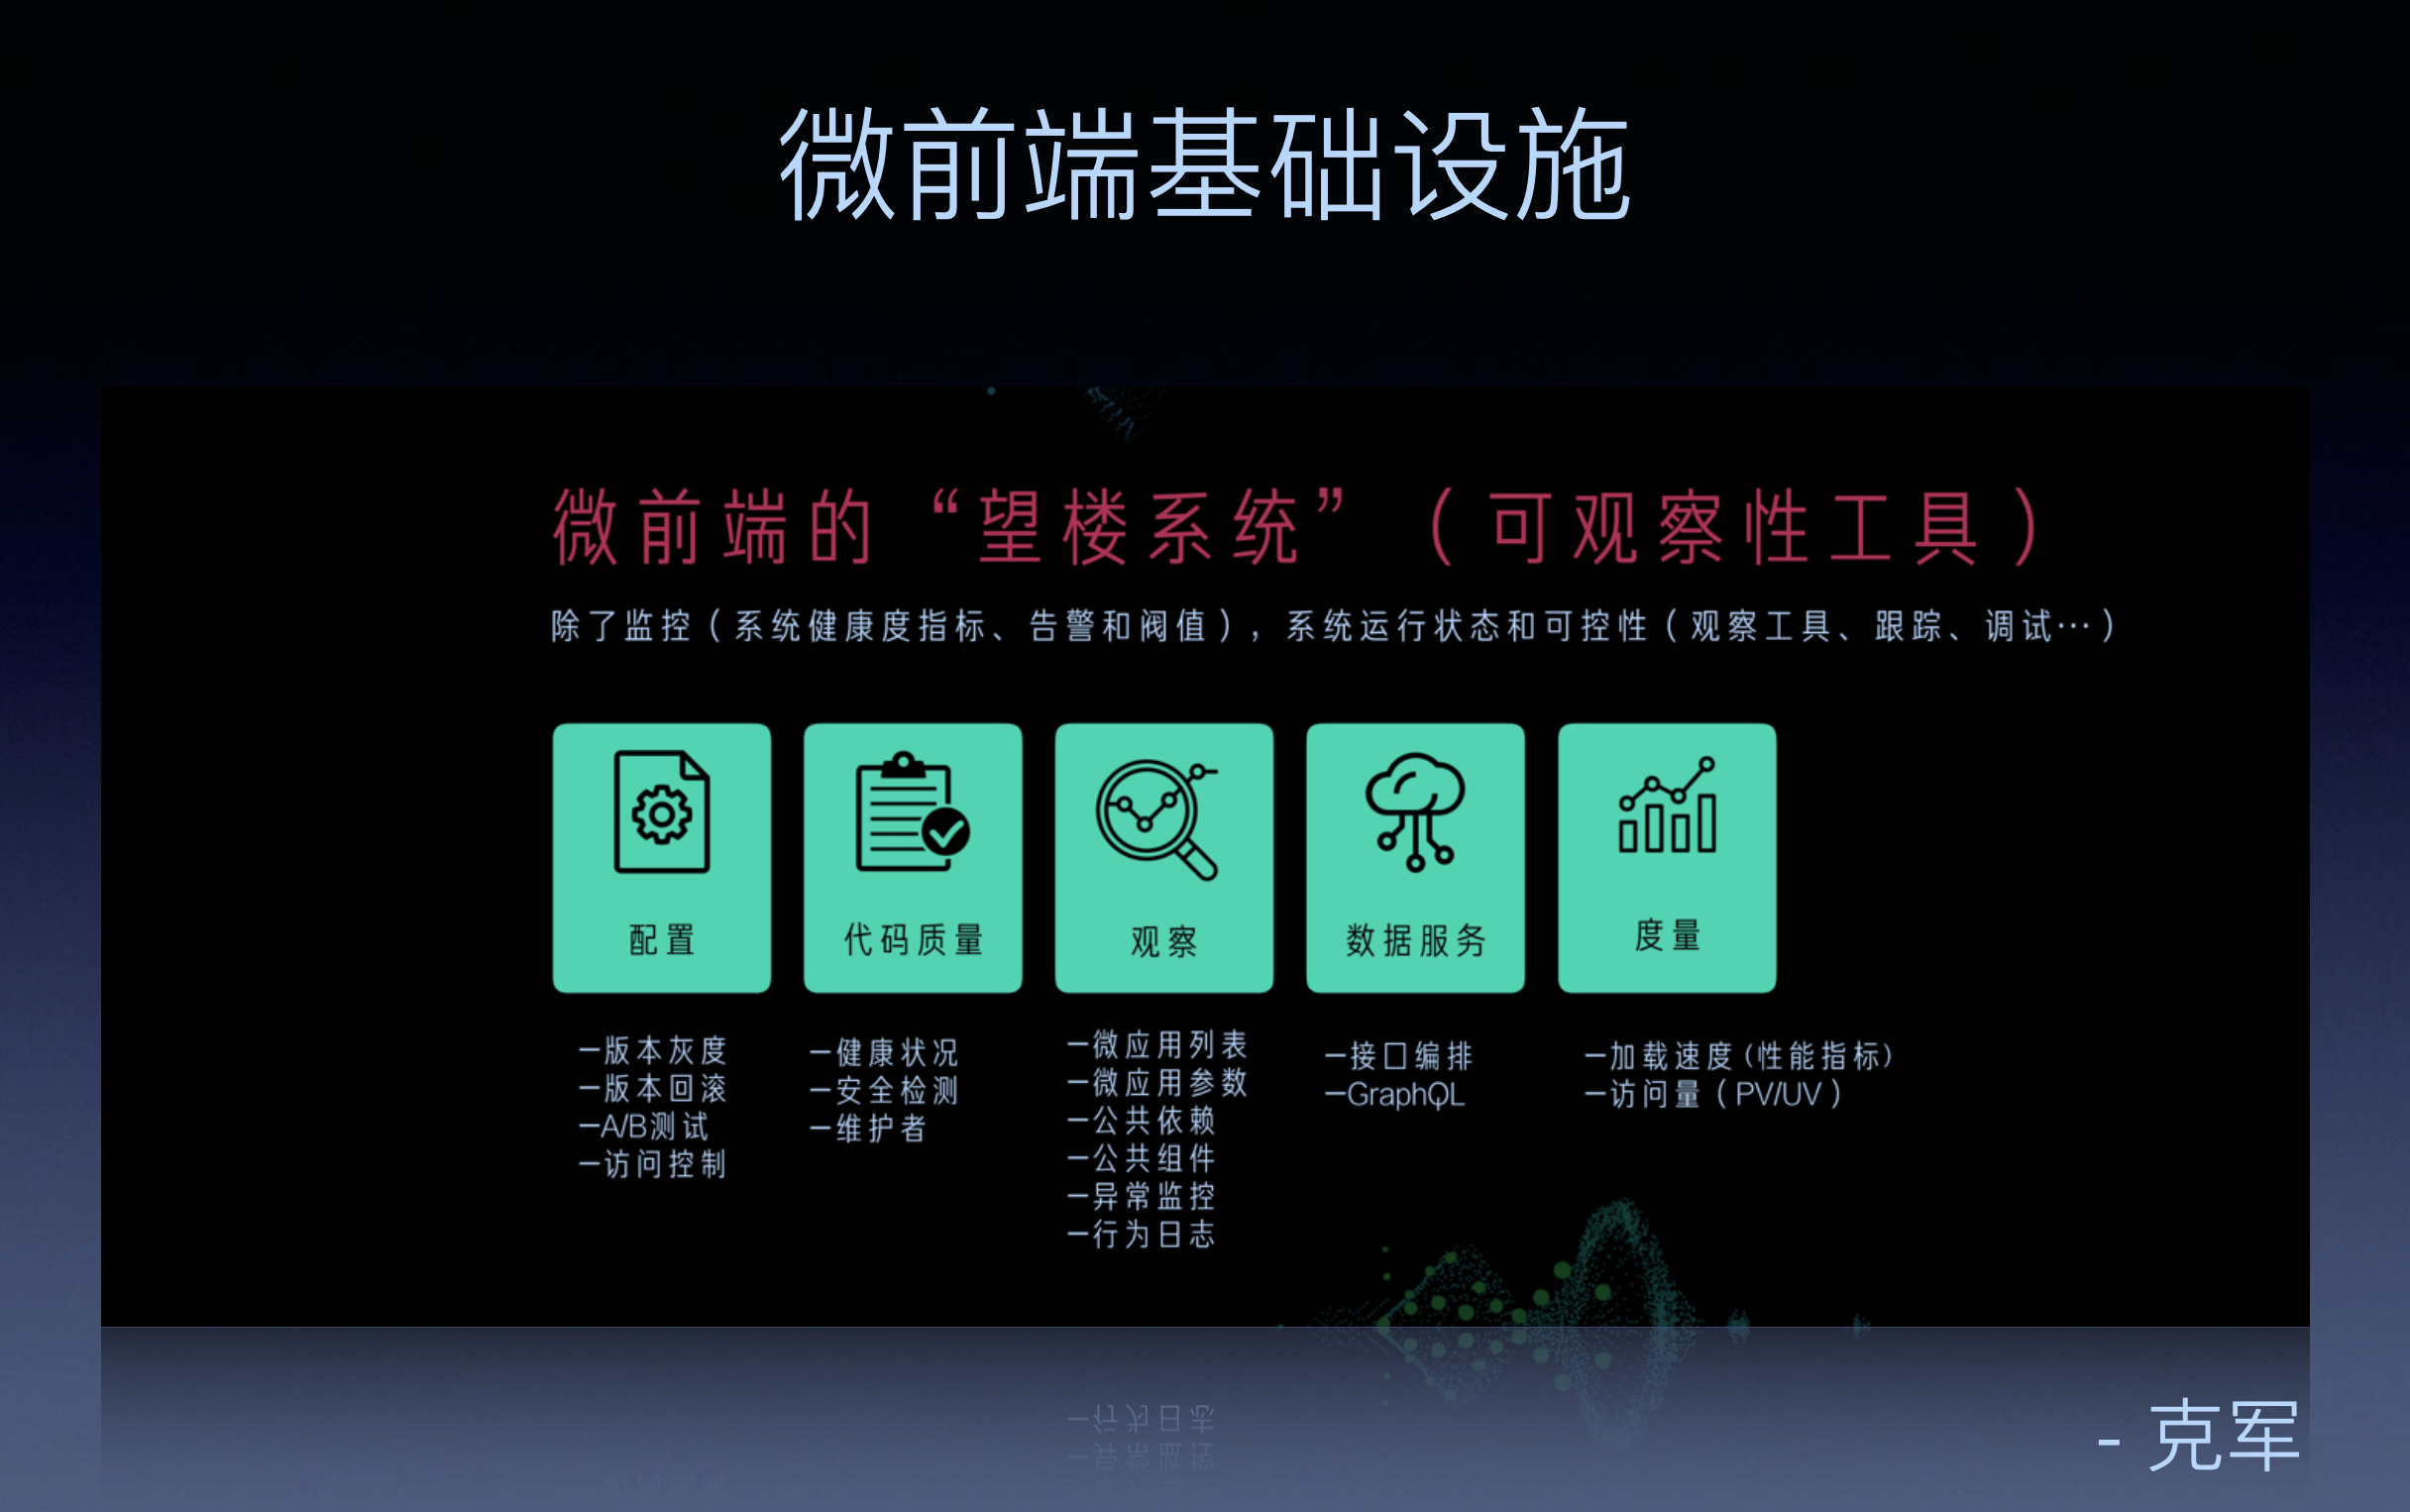 微前端基础设施
微前端的“望楼系统”（可观察性工具）
除了监控（系统健康度指标、告警和阀值），系统运行状态和可控性（观察工具、跟踪、调试…）
配置
—版本灰度
—版本回滚
—A/B测试
—访问控制
代码质量
—健康状况
—安全检测
—维护者
观察
—微应用列表
—微应用参数
—公共依赖
—公共组件
—异常监控
—行为日志
数据服务
—接口编排
—GraphQL
度量
—加载速度（性能指标）
—访问量（PV/UV）
- 克军